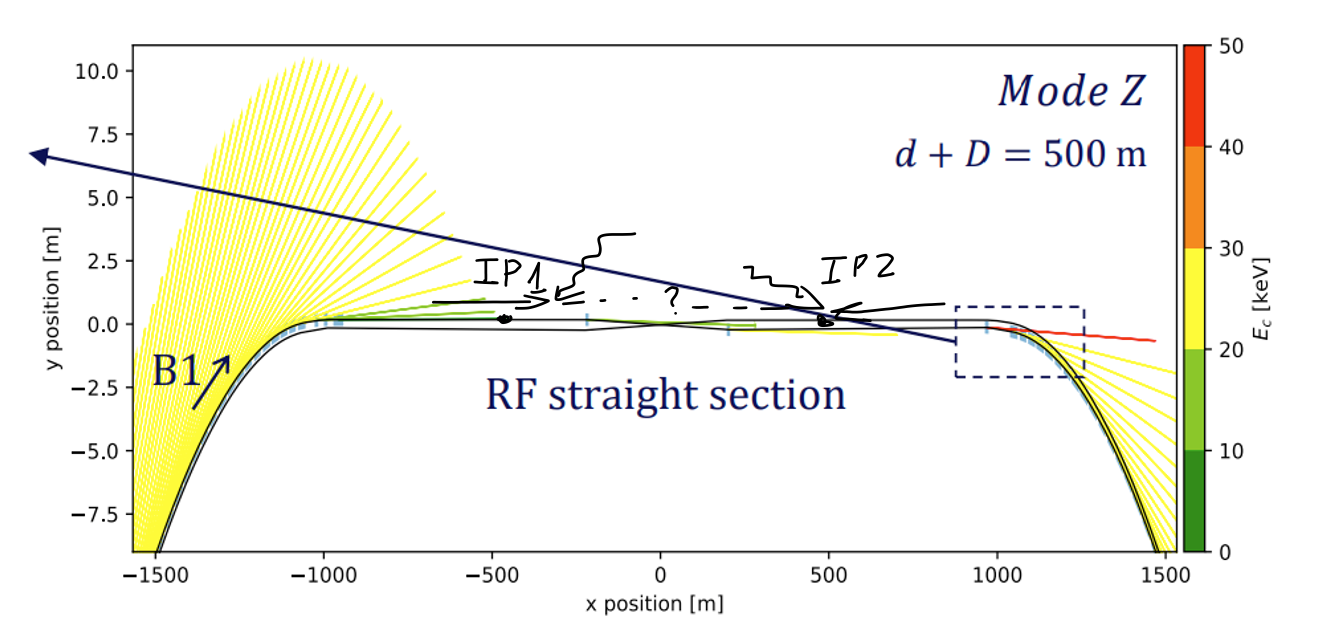 Mode Z
d + D = 500 m
IP1
IP2
?
B1
RF straight section
10.0
7.5
5.0
2.5
0.0
−2.5
−5.0
−7.5
y position [m]
−1500 −1000 −500 0 500 1000 1500
x position [m]
50
40
30
20
10
0
E_c [keV]